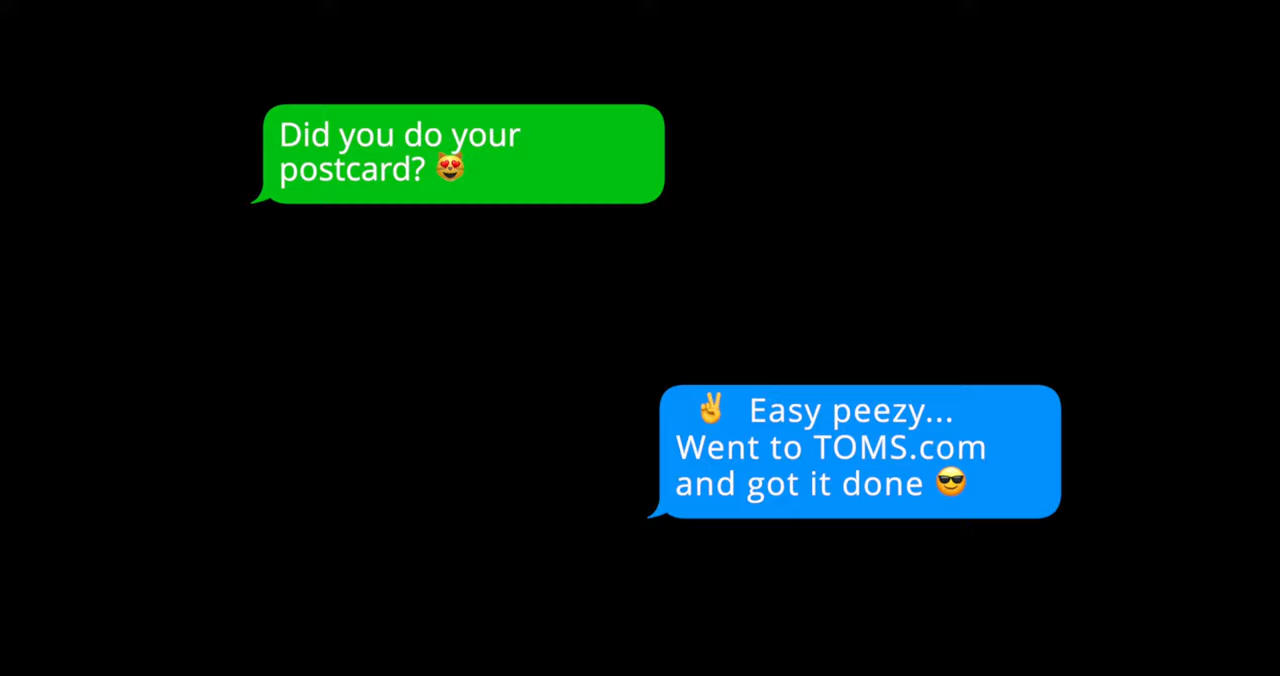 Did you do your
postcard? 😻
✌️ Easy peezy...
Went to TOMS.com
and got it done 😎